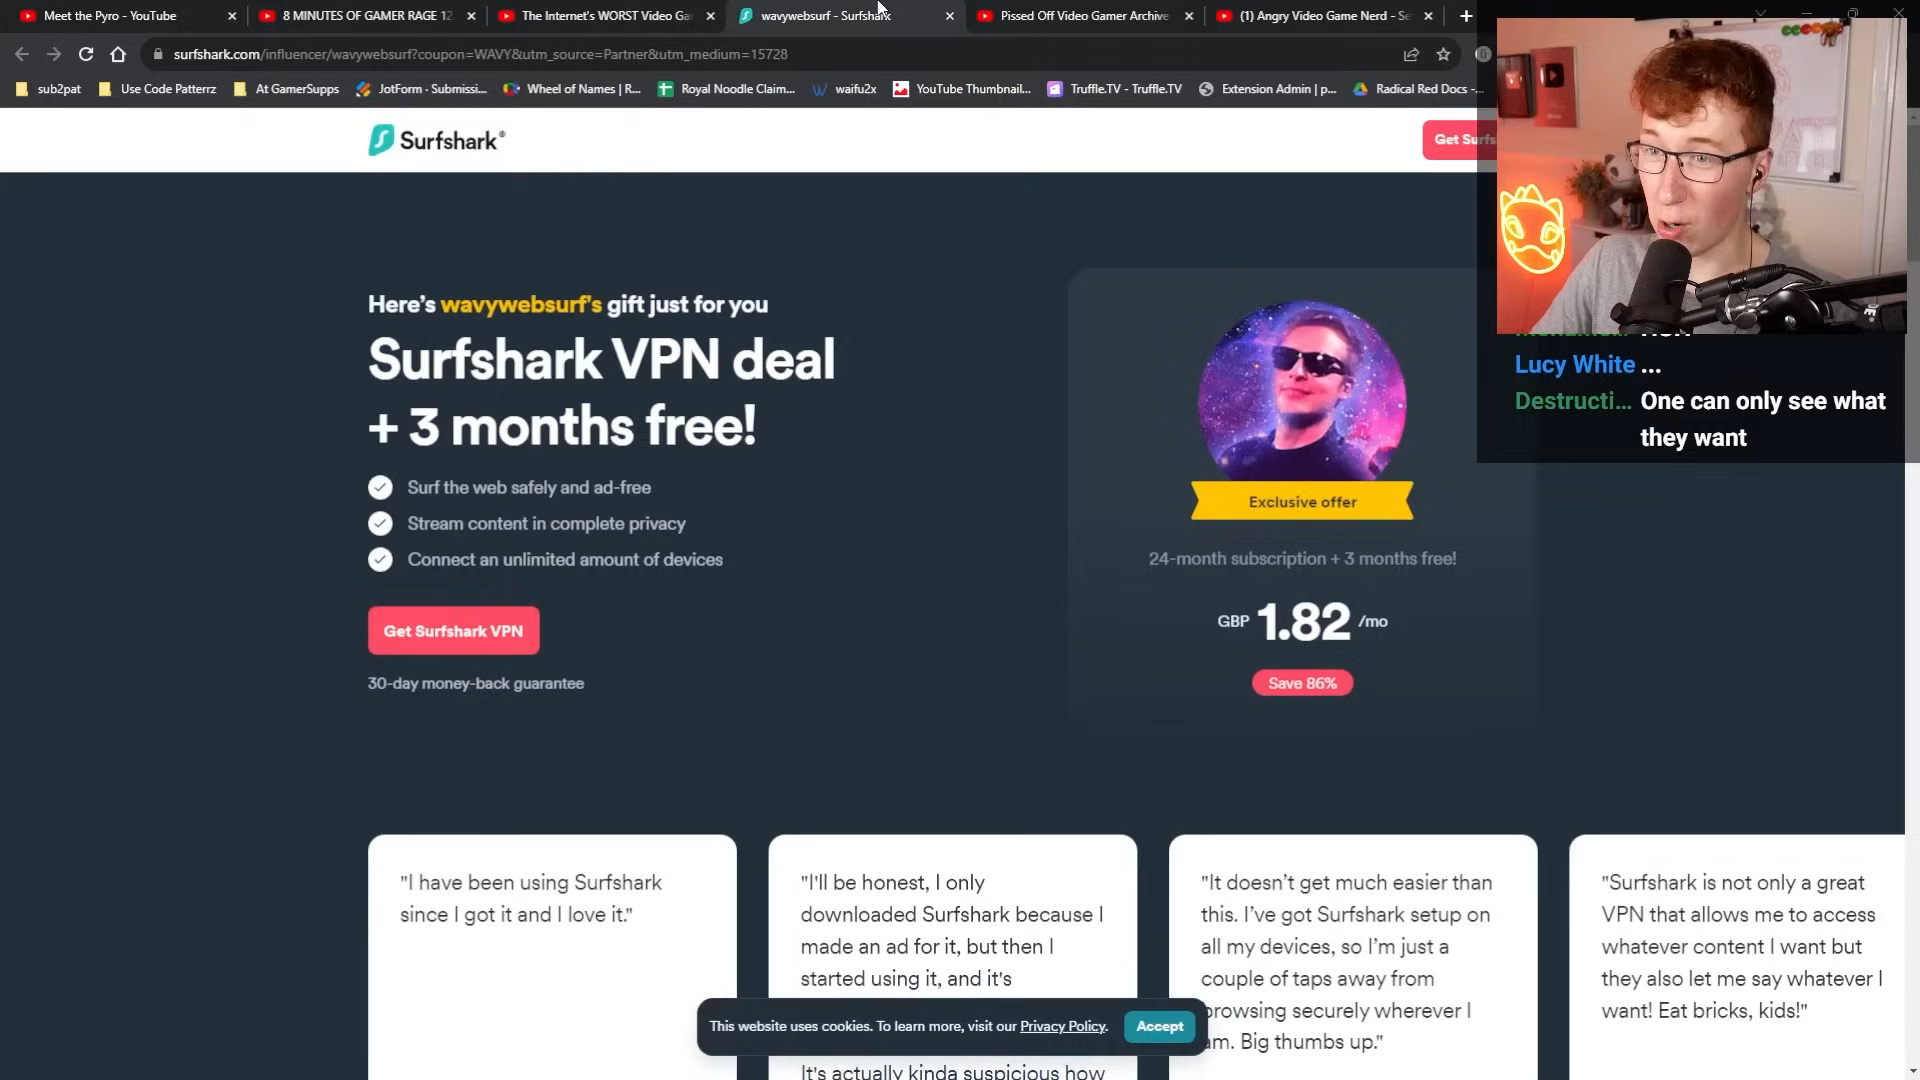 Meet the Pyro - YouTube
8 MINUTES OF GAMER RAGE 12
The Internet's WORST Video Ga
wavywebsurf - Surfshark
Pissed Off Video Gamer Archive
(1) Angry Video Game Nerd - Se
surfshark.com/influencer/wavywebsurf?coupon=WAVY&utm_source=Partner&utm_medium=15728
sub2pat
Use Code Patterrz
At GamerSupps
JotForm · Submissi...
Wheel of Names | R...
Royal Noodle Claim...
waifu2x
YouTube Thumbnail...
Truffle.TV - Truffle.TV
Extension Admin | p...
Radical Red Docs -...
Surfshark®
Get Surfs
Here's wavywebsurf's gift just for you
Surfshark VPN deal
+ 3 months free!
Surf the web safely and ad-free
Stream content in complete privacy
Connect an unlimited amount of devices
Get Surfshark VPN
30-day money-back guarantee
Exclusive offer
24-month subscription + 3 months free!
GBP 1.82 /mo
Save 86%
Lucy White ...
Destructi... One can only see what
they want
"I have been using Surfshark
since I got it and I love it."
"I'll be honest, I only
downloaded Surfshark because I
made an ad for it, but then I
started using it, and it's
It's actually kinda suspicious how
"It doesn't get much easier than
this. I've got Surfshark setup on
all my devices, so I'm just a
couple of taps away from
browsing securely wherever I
am. Big thumbs up."
"Surfshark is not only a great
VPN that allows me to access
whatever content I want but
they also let me say whatever I
want! Eat bricks, kids!"
This website uses cookies. To learn more, visit our Privacy Policy.
Accept